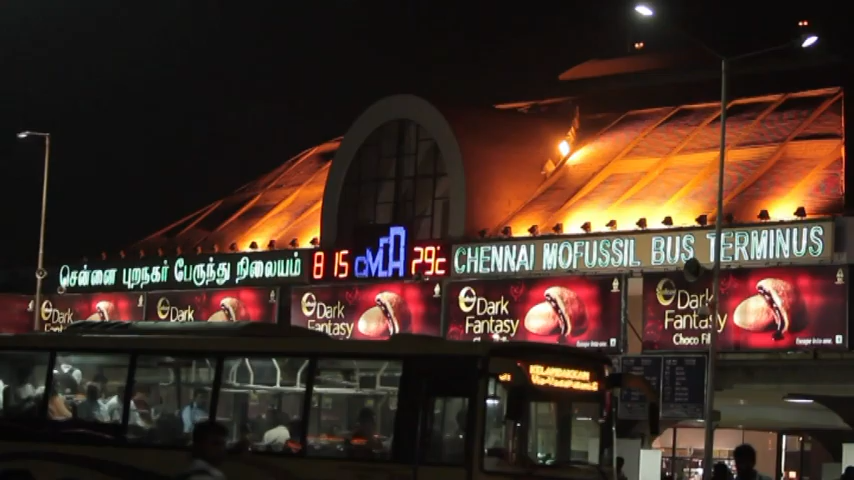 சென்னை புறநகர் பேருந்து நிலையம்
8 15
CMDA
29°c
CHENNAI MOFUSSIL BUS TERMINUS
Dark
Dark
Dark
Fantasy
Dark
Fantasy
Dark
Fantasy
Choco
KELAMBAKKAM